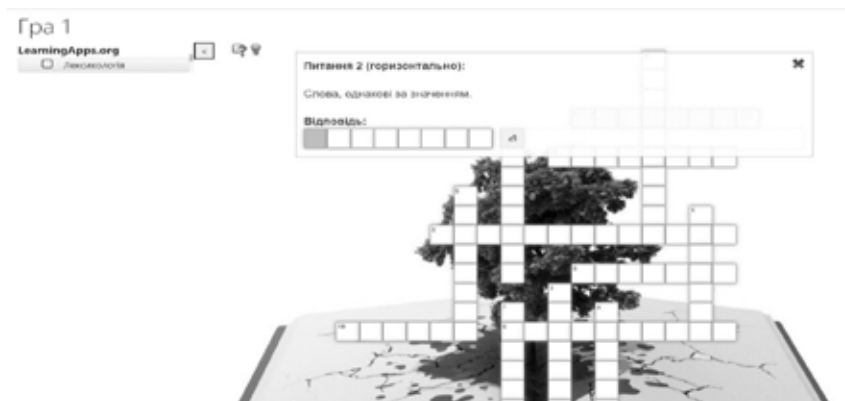 Гра 1
LearningApps.org
Лексикологія
Питання 2 (горизонтально):
Слова, однакові за значенням.
Відповідь: